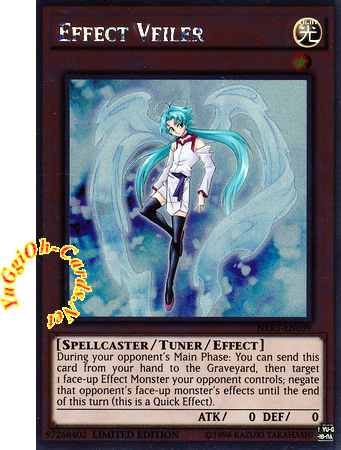 Effect Veiler
光
YuGgiOh-Cards.Net
NKRT-EN039
[Spellcaster/Tuner/Effect]
During your opponent's Main Phase: You can send
this card from your hand to the Graveyard, then target
1 face-up Effect Monster your opponent controls; negate
that opponent's face-up monster's effects until the end
of this turn (this is a Quick Effect).
ATK/ 0 DEF/ 0
97268402 LIMITED EDITION ©1996 KAZUKI TAKAHASHI